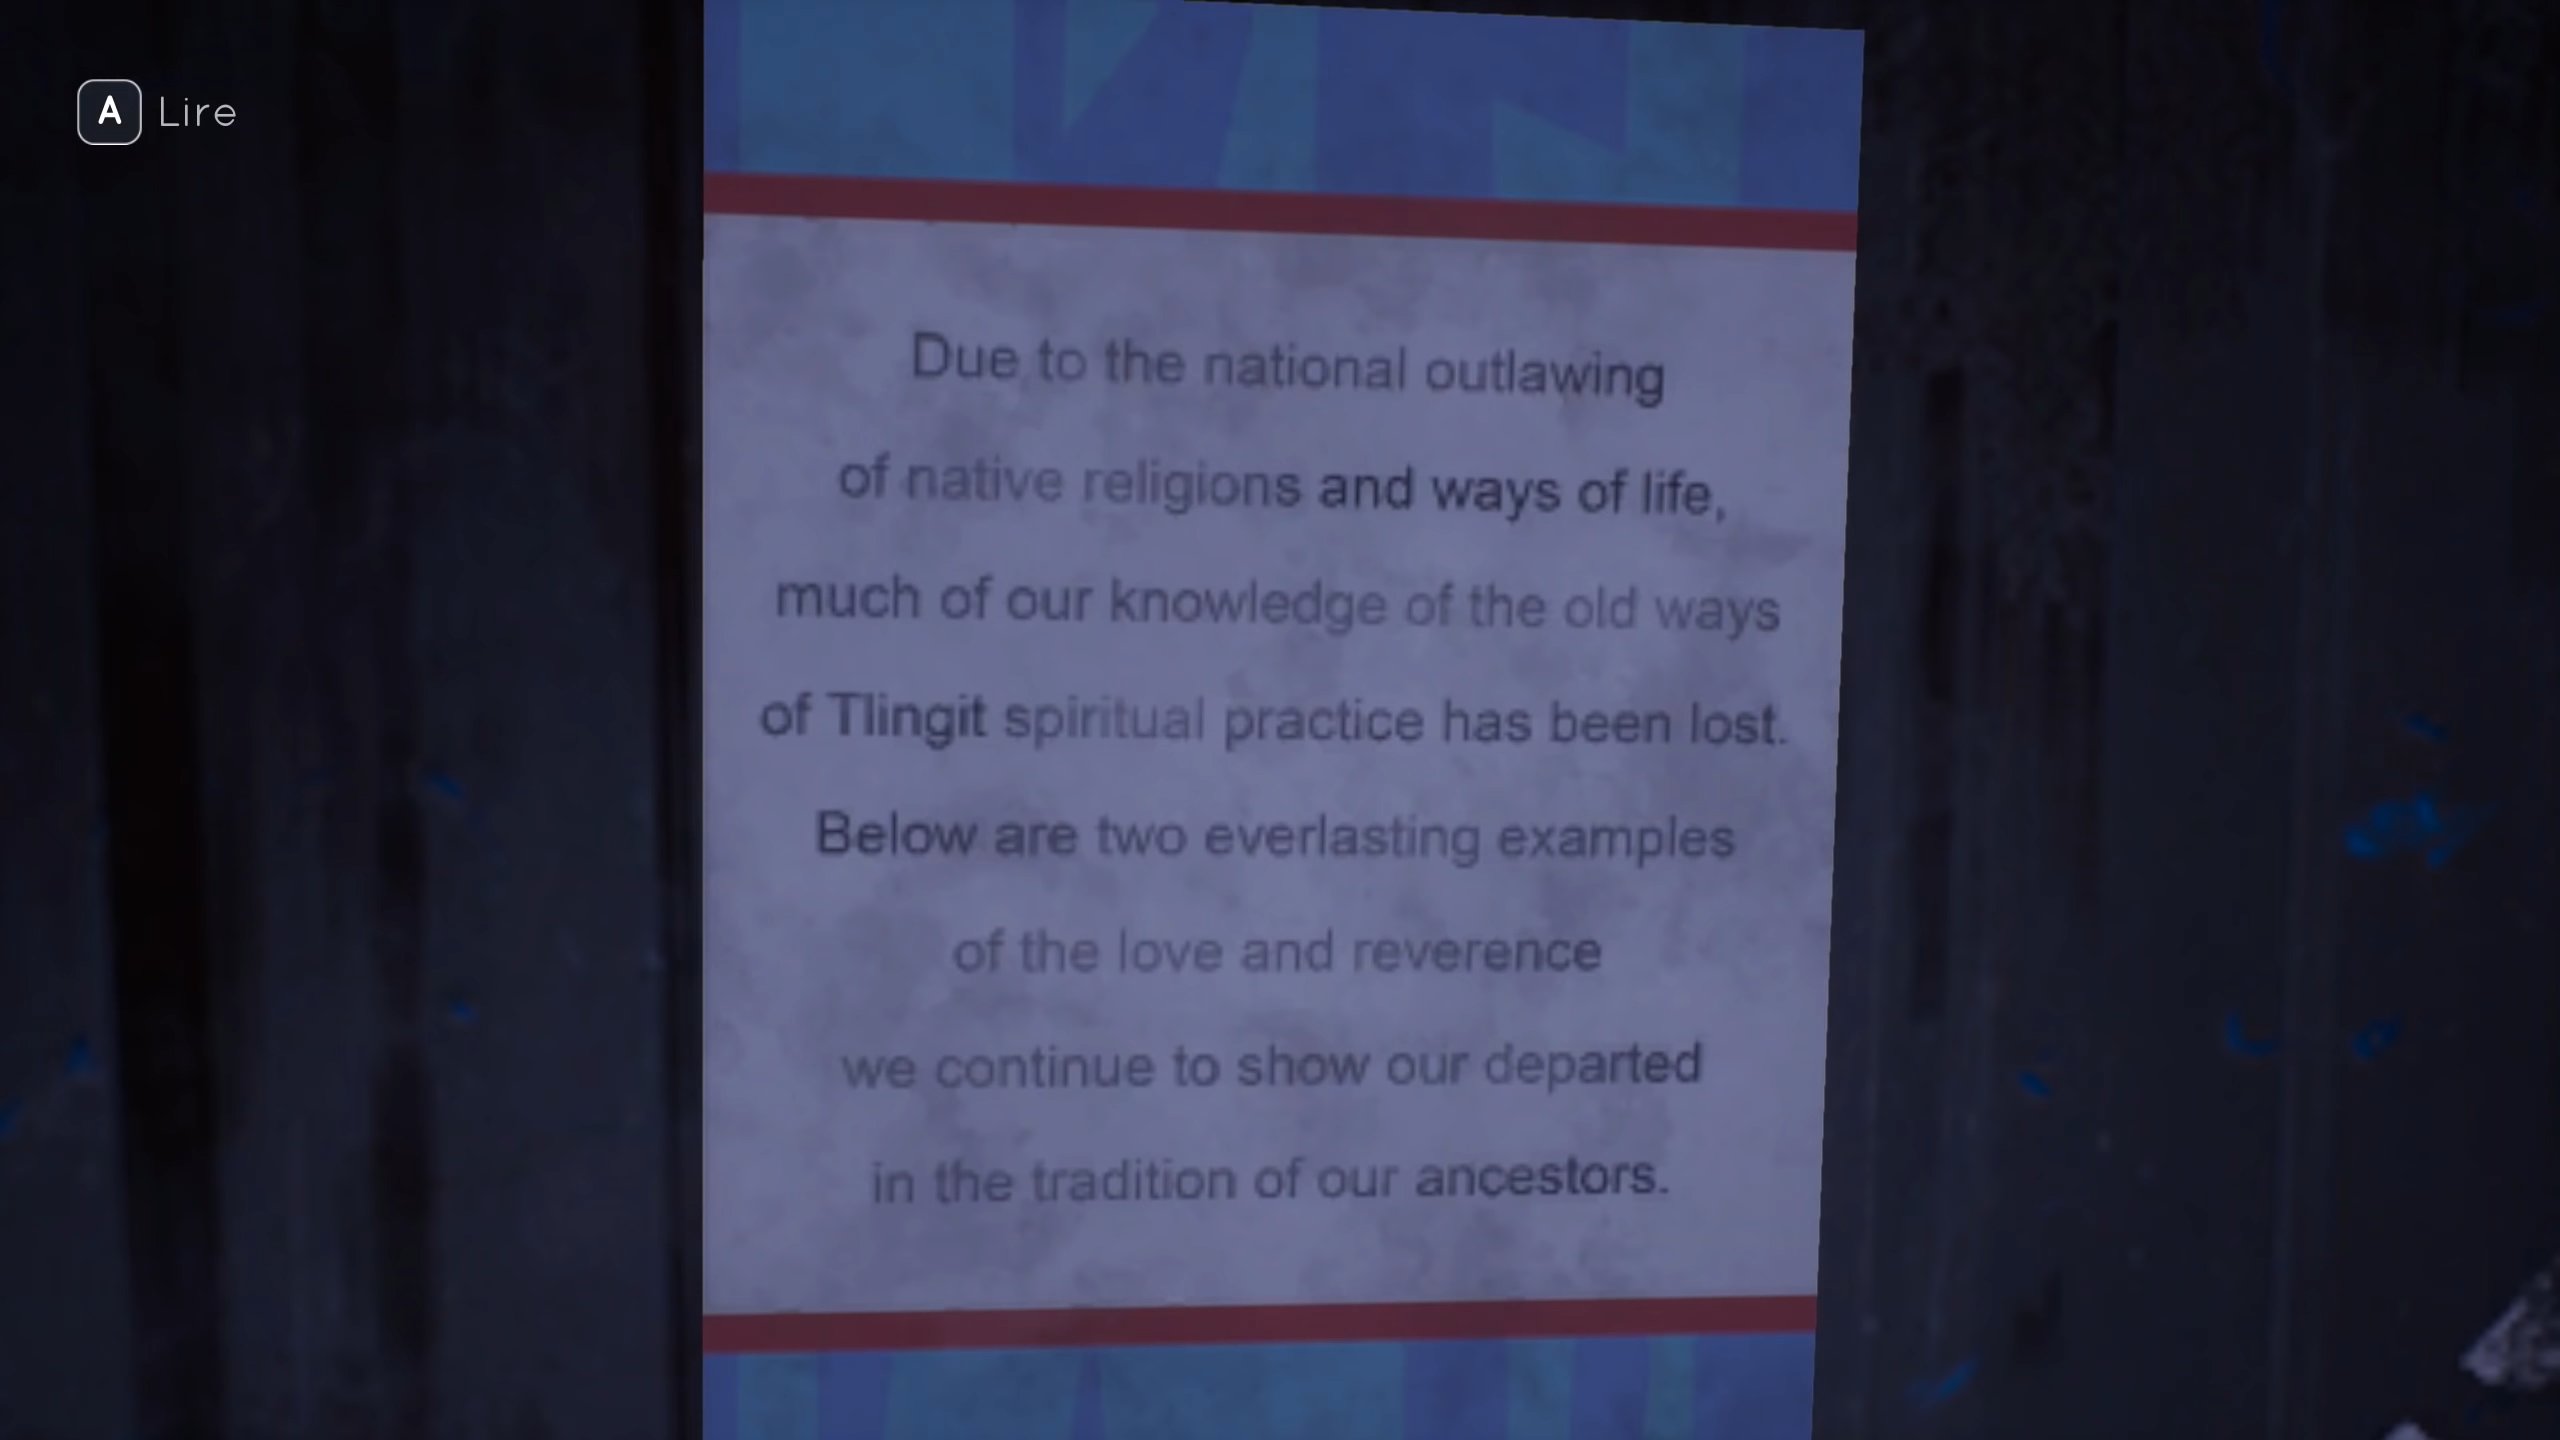 A Lire
Due to the national outlawing
of native religions and ways of life,
much of our knowledge of the old ways
of Tlingit spiritual practice has been lost.
Below are two everlasting examples
of the love and reverence
we continue to show our departed
in the tradition of our ancestors.